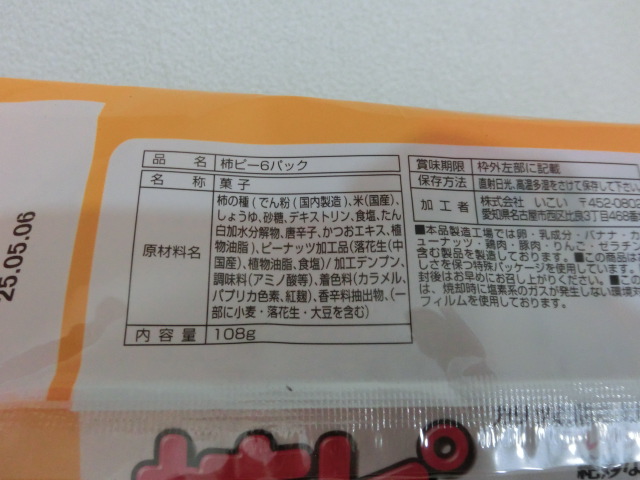 品名 柿ピー6パック
名称 菓子
原材料名 柿の種(でん粉(国内製造)、米(国産)、
しょうゆ、砂糖、デキストリン、食塩、たん
白加水分解物、唐辛子、かつおエキス、植
物油脂)、ピーナッツ加工品(落花生(中
国産)、植物油脂、食塩)/加工デンプン、
調味料(アミノ酸等)、着色料(カラメル、
パプリカ色素、紅麹)、香辛料抽出物、(一
部に小麦・落花生・大豆を含む)
内容量 108g
賞味期限 枠外左部に記載
保存方法 直射日光、高温多湿をさけて保存して下さ
加工者 株式会社 いこい 〒452-0802
愛知県名古屋市西区比良3丁目468番
■本製品工場では卵・乳成分・バナナ・カ
ューナッツ・鶏肉・豚肉・りんご・ゼラチ
含む製品を製造しております。■この商品は
しさを保つ特殊パッケージを使用しています。
封後はお早めにお召し上がりください。■
は、焼却時に塩素系のガスが発生しない環境対
フィルムを使用しております。
25.05.06